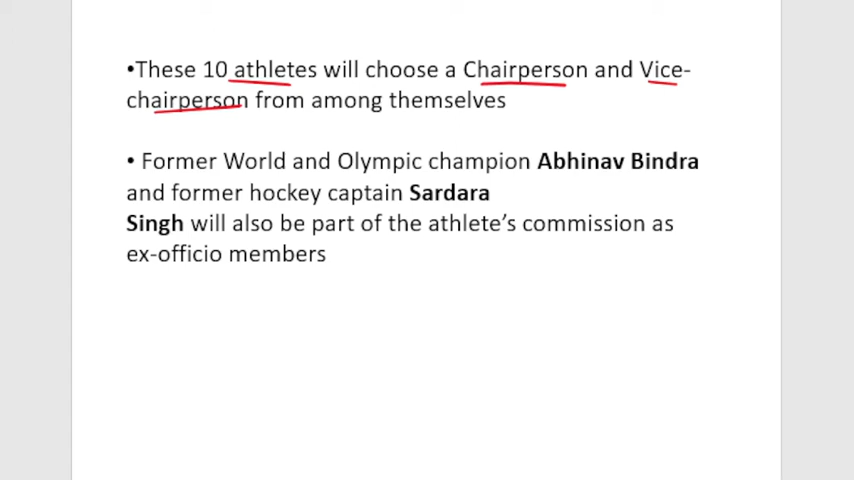 •These 10 athletes will choose a Chairperson and Vice-
chairperson from among themselves
• Former World and Olympic champion Abhinav Bindra
and former hockey captain Sardara
Singh will also be part of the athlete’s commission as
ex-officio members